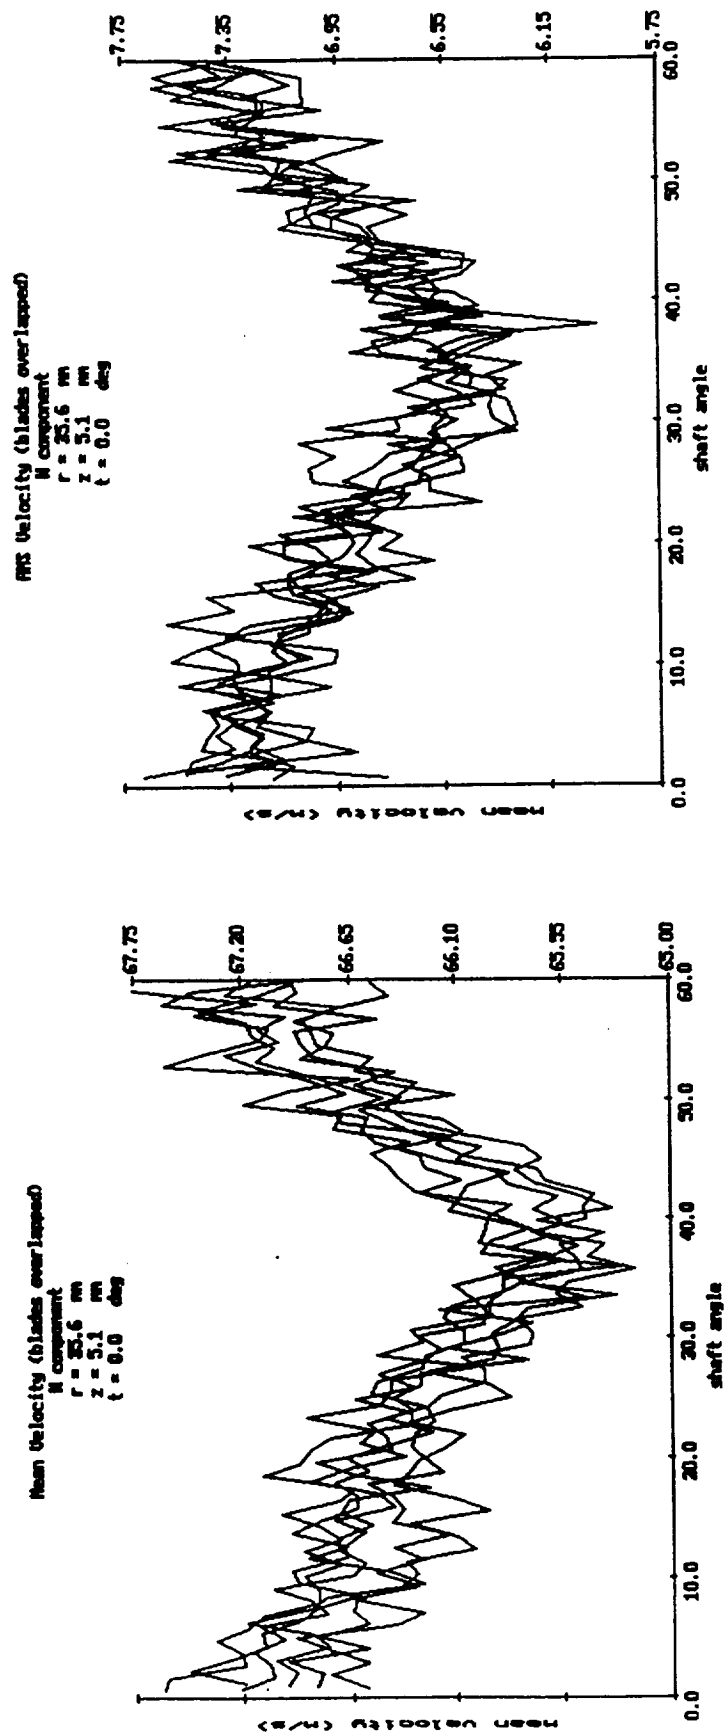 Mean Velocity (blades overlapped)
W component
r = 35.6 mm
z = 5.1 mm
t = 0.0 deg
67.75
67.20
66.65
66.10
65.55
65.00
Mean Velocity <m/s>
0.0 10.0 20.0 30.0 40.0 50.0 60.0
shaft angle
RMS Velocity (blades overlapped)
W component
r = 35.6 mm
z = 5.1 mm
t = 0.0 deg
7.75
7.35
6.95
6.55
6.15
5.75
Mean Velocity <m/s>
0.0 10.0 20.0 30.0 40.0 50.0 60.0
shaft angle